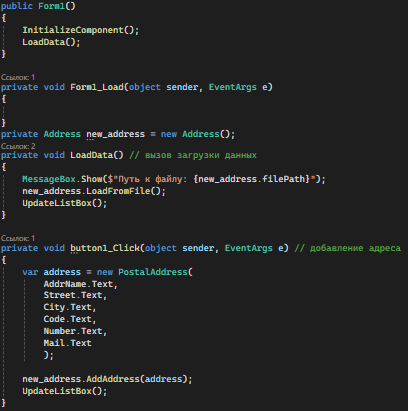 public Form1()
{
InitializeComponent();
LoadData();
}
Ссылок: 1
private void Form1_Load(object sender, EventArgs e)
{
}
private Address new_address = new Address();
Ссылок: 2
private void LoadData() // вызов загрузки данных
{
MessageBox.Show($"Путь к файлу: {new_address.filePath}");
new_address.LoadFromFile();
UpdateListBox();
}
Ссылок: 1
private void button1_Click(object sender, EventArgs e) // добавление адреса
{
var address = new PostalAddress(
AddrName.Text,
Street.Text,
City.Text,
Code.Text,
Number.Text,
Mail.Text
);
new_address.AddAddress(address);
UpdateListBox();
}